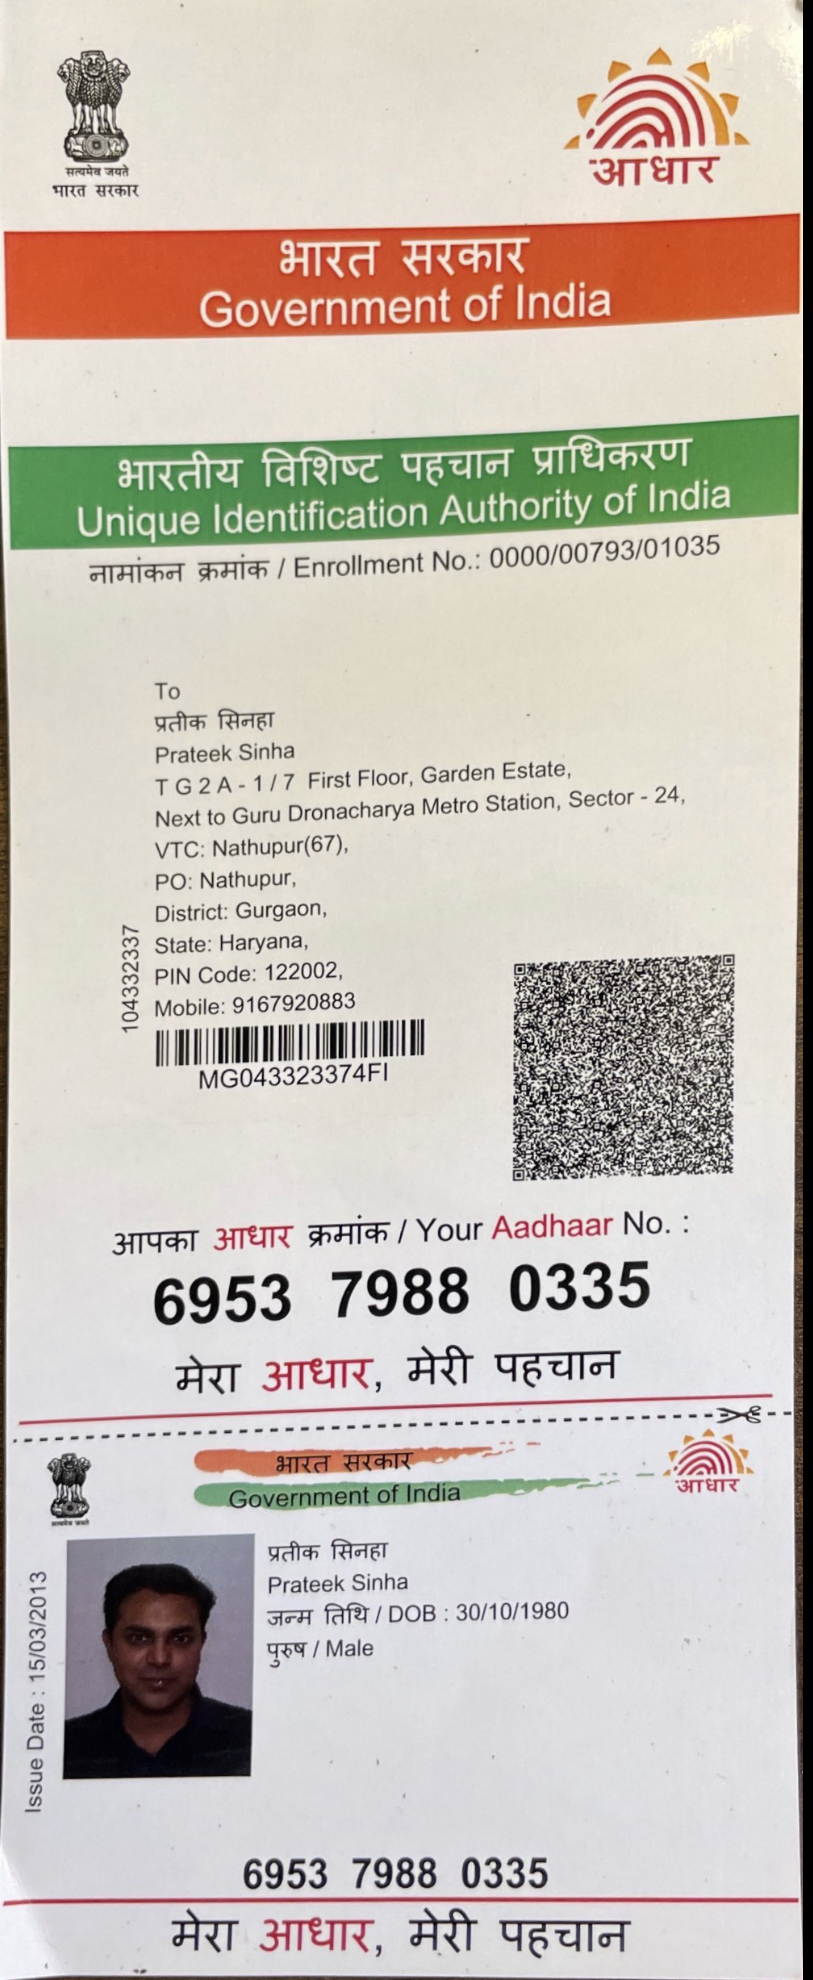 सत्यमेव जयते
भारत सरकार
आधार
भारत सरकार
Government of India
भारतीय विशिष्ट पहचान प्राधिकरण
Unique Identification Authority of India
नामांकन क्रमांक / Enrollment No.: 0000/00793/01035
To
प्रतीक सिनहा
Prateek Sinha
T G 2 A - 1 / 7 First Floor, Garden Estate,
Next to Guru Dronacharya Metro Station, Sector - 24,
VTC: Nathupur(67),
PO: Nathupur,
District: Gurgaon,
State: Haryana,
PIN Code: 122002,
Mobile: 9167920883
104332337
MG043323374FI
आपका आधार क्रमांक / Your Aadhaar No. :
6953 7988 0335
मेरा आधार, मेरी पहचान
सत्यमेव जयते
भारत सरकार
Government of India
आधार
Issue Date : 15/03/2013
प्रतीक सिनहा
Prateek Sinha
जन्म तिथि / DOB : 30/10/1980
पुरुष / Male
6953 7988 0335
मेरा आधार, मेरी पहचान